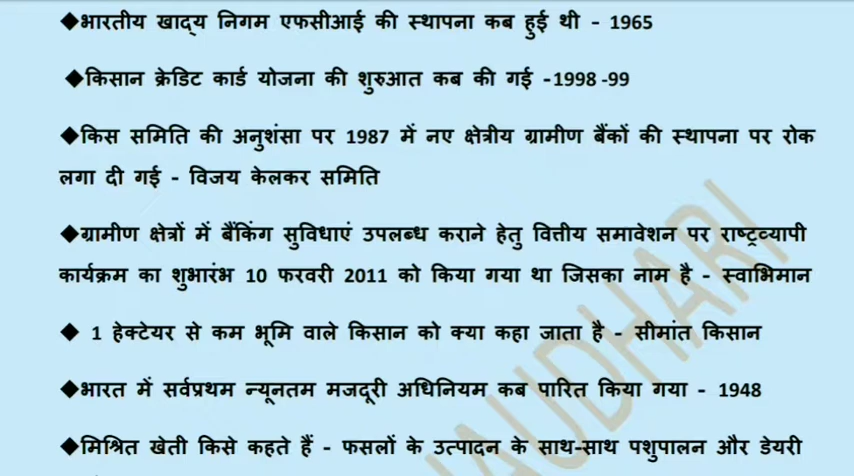 ◆भारतीय खाद्य निगम एफसीआई की स्थापना कब हुई थी - 1965
◆किसान क्रेडिट कार्ड योजना की शुरुआत कब की गई -1998 -99
◆किस समिति की अनुशंसा पर 1987 में नए क्षेत्रीय ग्रामीण बैंकों की स्थापना पर रोक
लगा दी गई - विजय केलकर समिति
◆ग्रामीण क्षेत्रों में बैंकिंग सुविधाएं उपलब्ध कराने हेतु वित्तीय समावेशन पर राष्ट्रव्यापी
कार्यक्रम का शुभारंभ 10 फरवरी 2011 को किया गया था जिसका नाम है - स्वाभिमान
◆ 1 हेक्टेयर से कम भूमि वाले किसान को क्या कहा जाता है - सीमांत किसान
◆भारत में सर्वप्रथम न्यूनतम मजदूरी अधिनियम कब पारित किया गया - 1948
◆मिश्रित खेती किसे कहते हैं - फसलों के उत्पादन के साथ-साथ पशुपालन और डेयरी